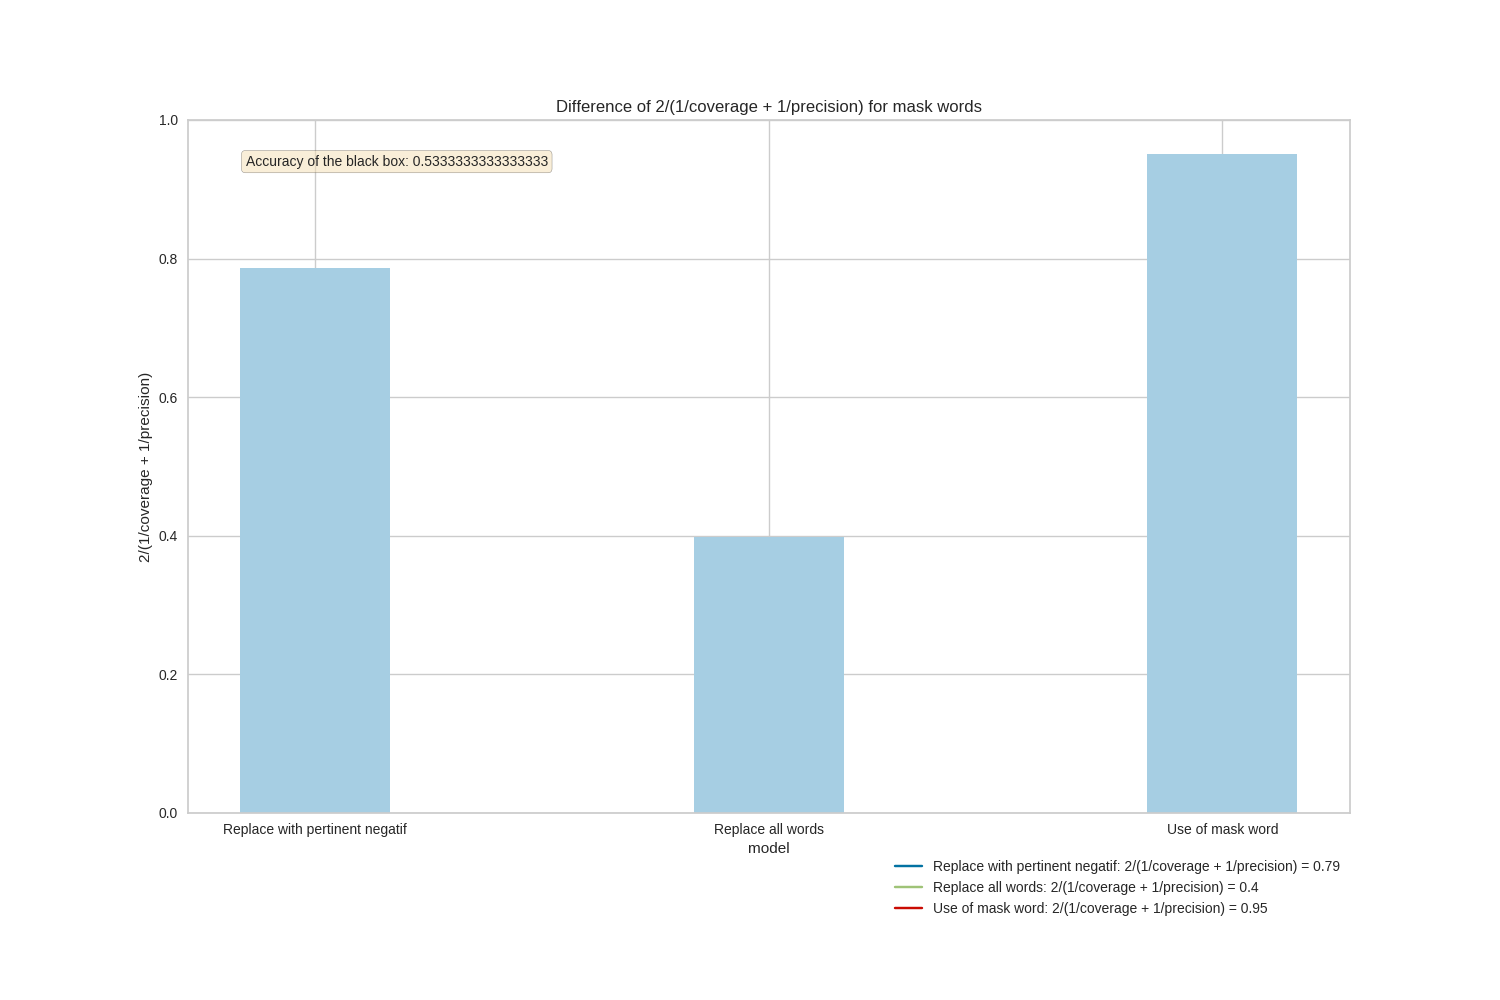 Difference of 2/(1/coverage + 1/precision) for mask words
1.0
Accuracy of the black box: 0.5333333333333333
0.8
0.6
2/(1/coverage + 1/precision)
0.4
0.2
0.0
Replace with pertinent negatif
Replace all words
Use of mask word
model
Replace with pertinent negatif: 2/(1/coverage + 1/precision) = 0.79
Replace all words: 2/(1/coverage + 1/precision) = 0.4
Use of mask word: 2/(1/coverage + 1/precision) = 0.95